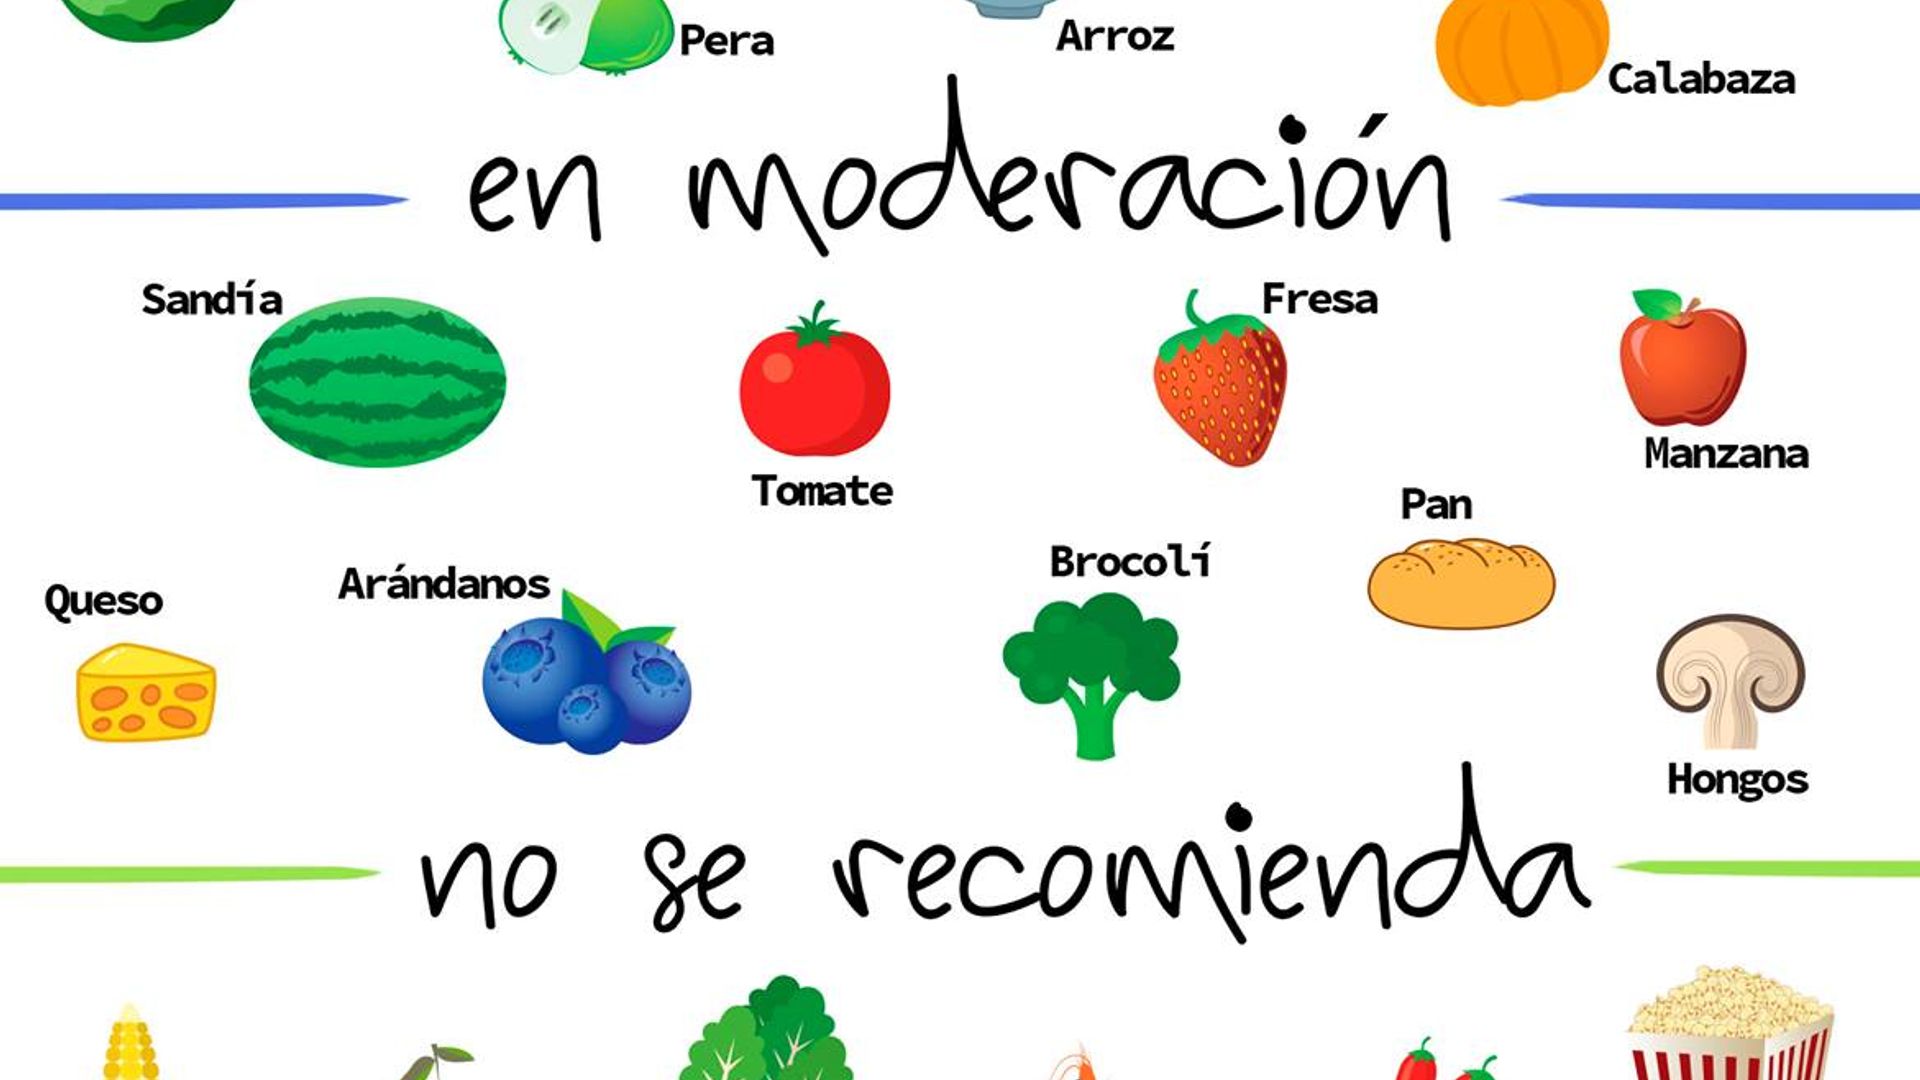 Pera
Arroz
Calabaza
en moderación
Sandía
Fresa
Tomate
Manzana
Pan
Brocolí
Arándanos
Queso
Hongos
no se recomienda